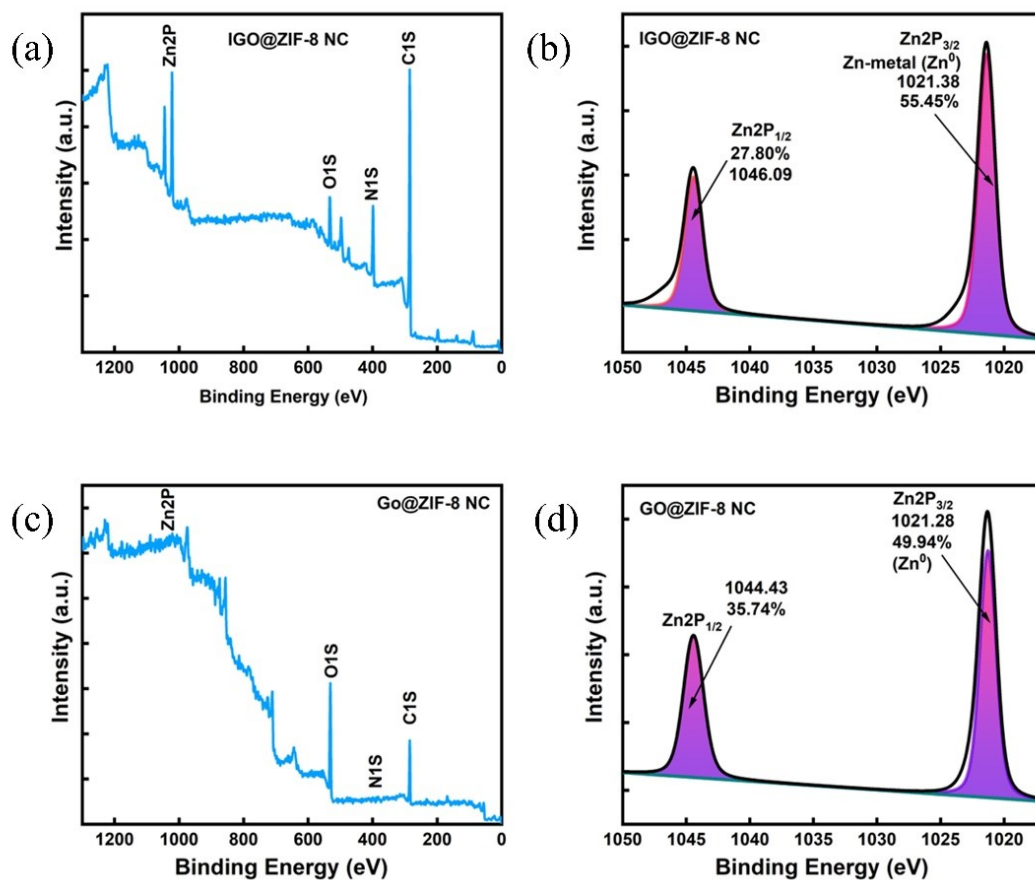 (a)
IGO@ZIF-8 NC
Zn2P
O1S
N1S
C1S
Intensity (a.u.)
1200 1000 800 600 400 200 0
Binding Energy (eV)
(b)
IGO@ZIF-8 NC
Zn2P3/2
Zn-metal (Zn0)
1021.38
55.45%
Zn2P1/2
27.80%
1046.09
Intensity (a.u.)
1050 1045 1040 1035 1030 1025 1020
Binding Energy (eV)
(c)
Go@ZIF-8 NC
Zn2P
O1S
N1S
C1S
Intensity (a.u.)
1200 1000 800 600 400 200 0
Binding Energy (eV)
(d)
GO@ZIF-8 NC
Zn2P3/2
1021.28
49.94%
(Zn0)
1044.43
35.74%
Zn2P1/2
Intensity (a.u.)
1050 1045 1040 1035 1030 1025 1020
Binding Energy (eV)